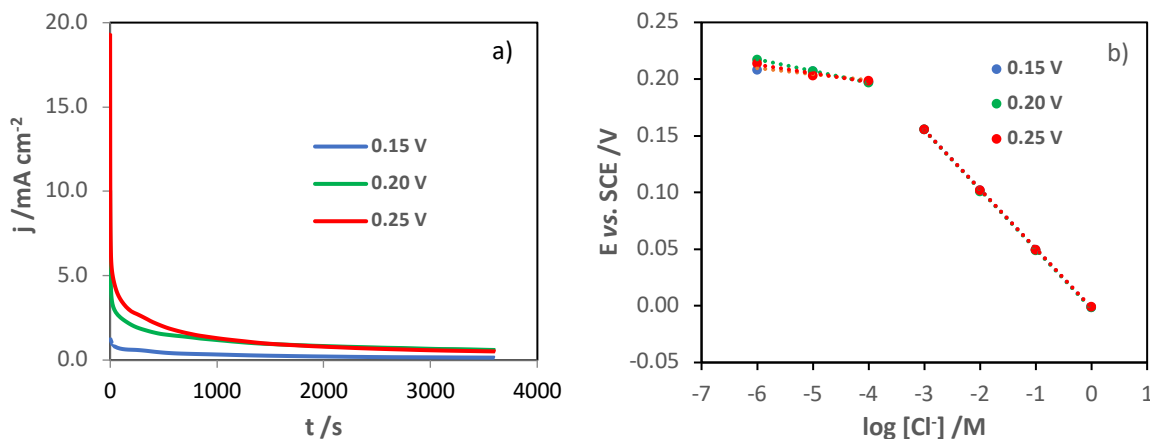 a)
j /mA cm⁻²
20.0
15.0
10.0
5.0
0.0
0.15 V
0.20 V
0.25 V
0
1000
2000
3000
4000
t /s
b)
E vs. SCE /V
0.25
0.20
0.15
0.10
0.05
0.00
-0.05
0.15 V
0.20 V
0.25 V
-7
-6
-5
-4
-3
-2
-1
0
1
log [Cl⁻] /M